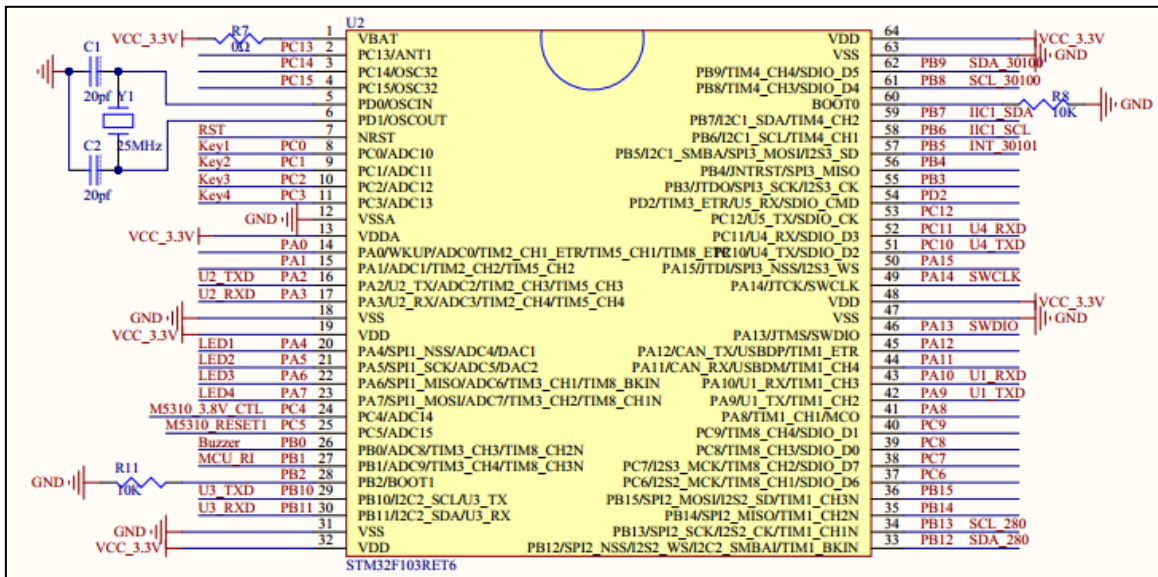 U2
VCC_3.3V R7 0Ω 1 VBAT
PC13 2 PC13/ANT1
PC14 3 PC14/OSC32
PC15 4 PC15/OSC32
C1 20pf
Y1 25MHz
C2 20pf
5 PD0/OSCIN
6 PD1/OSCOUT
RST 7 NRST
Key1 PC0 8 PC0/ADC10
Key2 PC1 9 PC1/ADC11
Key3 PC2 10 PC2/ADC12
Key4 PC3 11 PC3/ADC13
GND 12 VSSA
VCC_3.3V 13 VDDA
PA0 14 PA0/WKUP/ADC0/TIM2_CH1_ETR/TIM5_CH1/TIM8_ETR
PA1 15 PA1/ADC1/TIM2_CH2/TIM5_CH2
U2_TXD PA2 16 PA2/U2_TX/ADC2/TIM2_CH3/TIM5_CH3
U2_RXD PA3 17 PA3/U2_RX/ADC3/TIM2_CH4/TIM5_CH4
GND 18 VSS
VCC_3.3V 19 VDD
LED1 PA4 20 PA4/SPI1_NSS/ADC4/DAC1
LED2 PA5 21 PA5/SPI1_SCK/ADC5/DAC2
LED3 PA6 22 PA6/SPI1_MISO/ADC6/TIM3_CH1/TIM8_BKIN
LED4 PA7 23 PA7/SPI1_MOSI/ADC7/TIM3_CH2/TIM8_CH1N
M5310_3.8V_CTL PC4 24 PC4/ADC14
M5310_RESET1 PC5 25 PC5/ADC15
Buzzer PB0 26 PB0/ADC8/TIM3_CH3/TIM8_CH2N
MCU_RI PB1 27 PB1/ADC9/TIM3_CH4/TIM8_CH3N
GND R11 10K PB2 28 PB2/BOOT1
U3_TXD PB10 29 PB10/I2C2_SCL/U3_TX
U3_RXD PB11 30 PB11/I2C2_SDA/U3_RX
GND 31 VSS
VCC_3.3V 32 VDD
VDD 64 VCC_3.3V
VSS 63 GND
PB9/TIM4_CH4/SDIO_D5 62 PB9 SDA_30100
PB8/TIM4_CH3/SDIO_D4 61 PB8 SCL_30100
BOOT0 60 R8 10K GND
PB7/I2C1_SDA/TIM4_CH2 59 PB7 IIC1_SDA
PB6/I2C1_SCL/TIM4_CH1 58 PB6 IIC1_SCL
PB5/I2C1_SMBA/SPI3_MOSI/I2S3_SD 57 PB5 INT_30101
PB4/JNTRST/SPI3_MISO 56 PB4
PB3/JTDO/SPI3_SCK/I2S3_CK 55 PB3
PD2/TIM3_ETR/U5_RX/SDIO_CMD 54 PD2
PC12/U5_TX/SDIO_CK 53 PC12
PC11/U4_RX/SDIO_D3 52 PC11 U4_RXD
PC10/U4_TX/SDIO_D2 51 PC10 U4_TXD
PA15/JTDI/SPI3_NSS/I2S3_WS 50 PA15
PA14/JTCK/SWCLK 49 PA14 SWCLK
VDD 48 VCC_3.3V
VSS 47 GND
PA13/JTMS/SWDIO 46 PA13 SWDIO
PA12/CAN_TX/USBDP/TIM1_ETR 45 PA12
PA11/CAN_RX/USBDM/TIM1_CH4 44 PA11
PA10/U1_RX/TIM1_CH3 43 PA10 U1_RXD
PA9/U1_TX/TIM1_CH2 42 PA9 U1_TXD
PA8/TIM1_CH1/MCO 41 PA8
PC9/TIM8_CH4/SDIO_D1 40 PC9
PC8/TIM8_CH3/SDIO_D0 39 PC8
PC7/I2S3_MCK/TIM8_CH2/SDIO_D7 38 PC7
PC6/I2S2_MCK/TIM8_CH1/SDIO_D6 37 PC6
PB15/SPI2_MOSI/I2S2_SD/TIM1_CH3N 36 PB15
PB14/SPI2_MISO/TIM1_CH2N 35 PB14
PB13/SPI2_SCK/I2S2_CK/TIM1_CH1N 34 PB13 SCL_280
PB12/SPI2_NSS/I2S2_WS/I2C2_SMBAI/TIM1_BKIN 33 PB12 SDA_280
STM32F103RET6